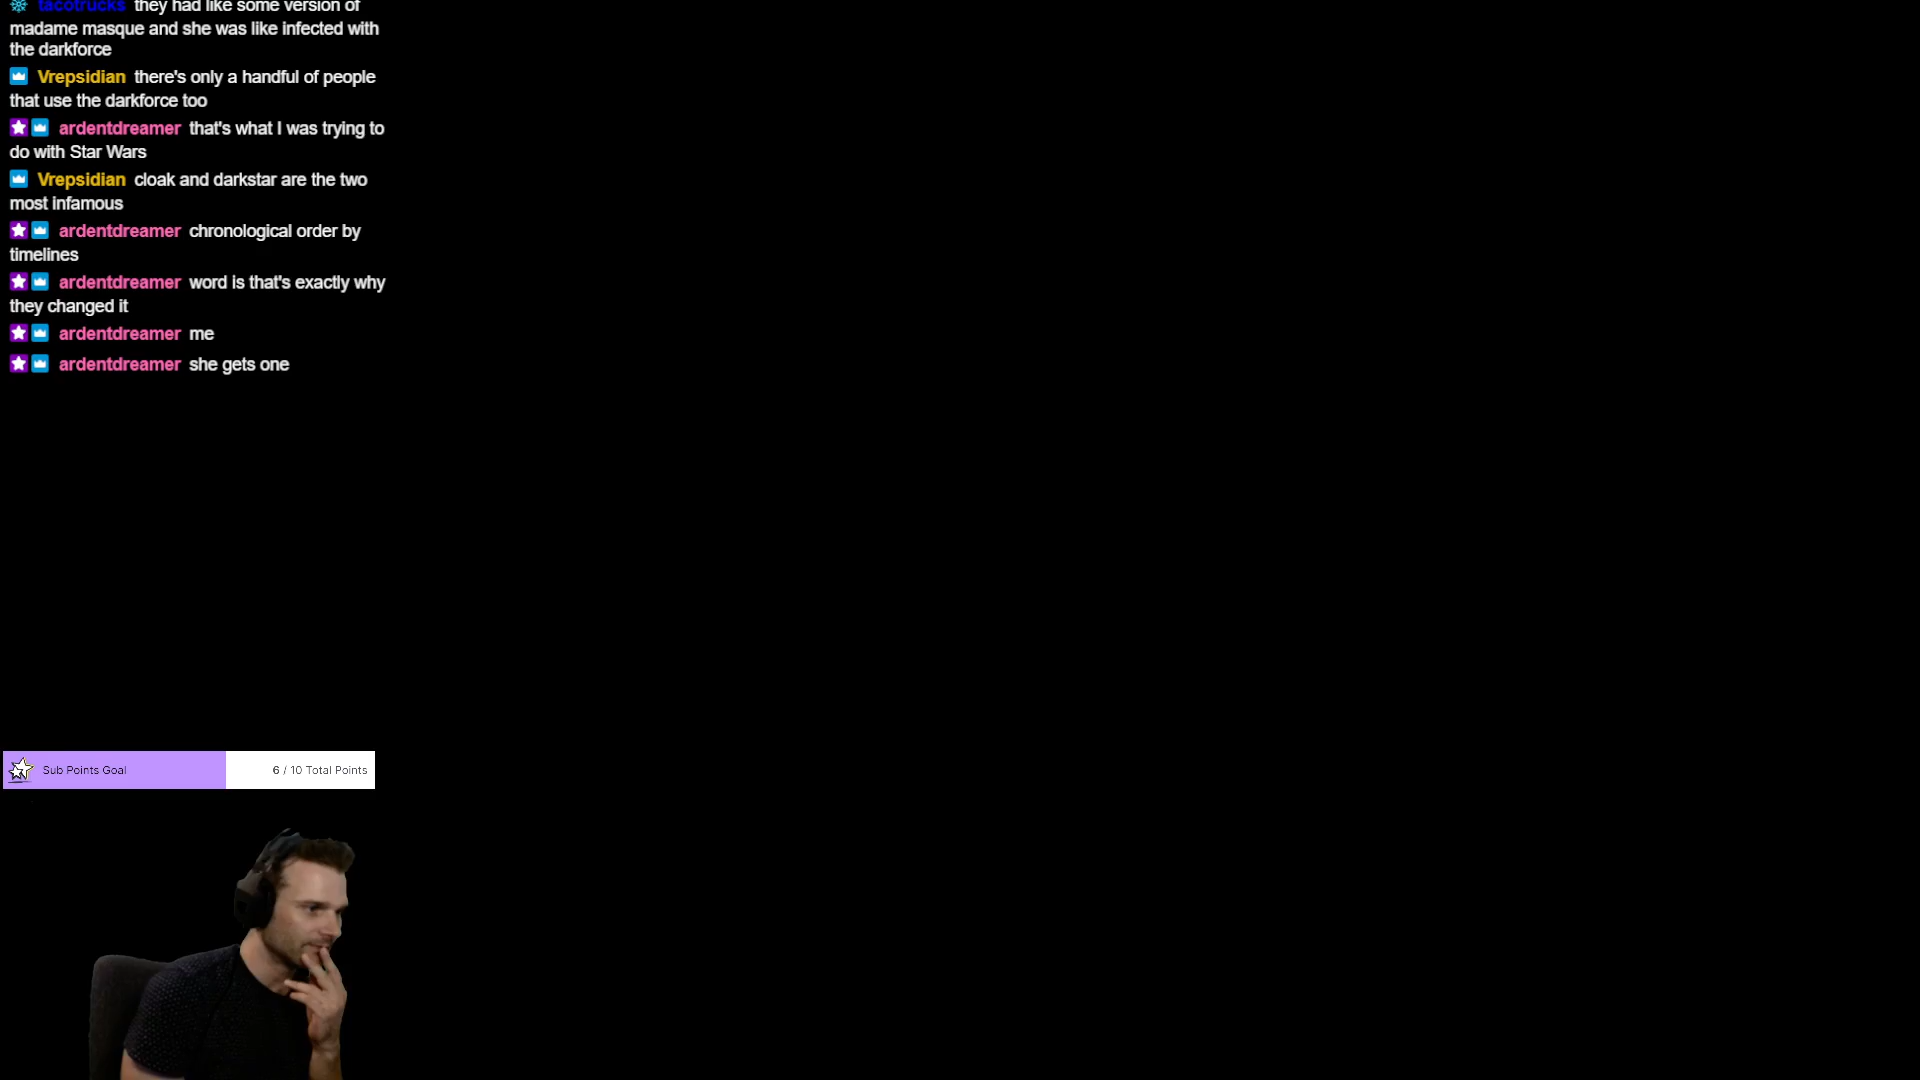 tacotrucks they had like some version of
madame masque and she was like infected with
the darkforce
Vrepsidian there's only a handful of people
that use the darkforce too
ardentdreamer that's what I was trying to
do with Star Wars
Vrepsidian cloak and darkstar are the two
most infamous
ardentdreamer chronological order by
timelines
ardentdreamer word is that's exactly why
they changed it
ardentdreamer me
ardentdreamer she gets one
Sub Points Goal 6 / 10 Total Points